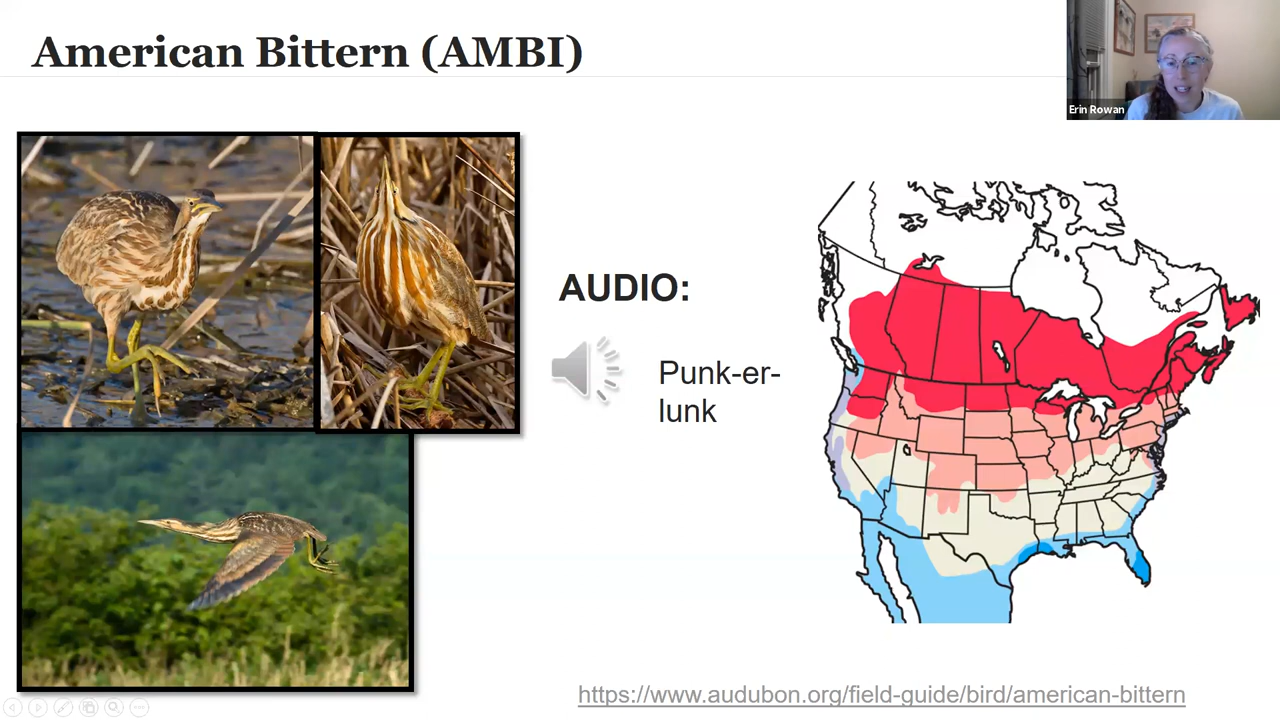 American Bittern (AMBI)
Erin Rowan
AUDIO:
Punk-er-
lunk
https://www.audubon.org/field-guide/bird/american-bittern